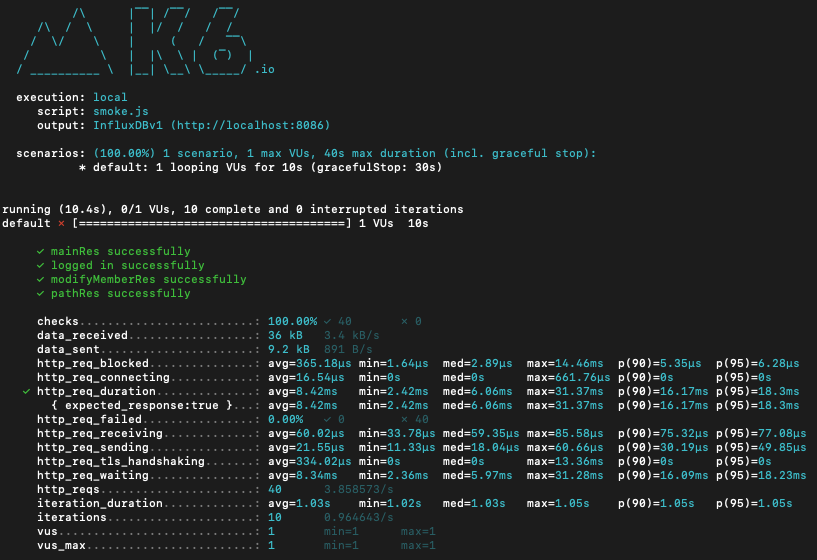 .io
execution: local
script: smoke.js
output: InfluxDBv1 (http://localhost:8086)
scenarios: (100.00%) 1 scenario, 1 max VUs, 40s max duration (incl. graceful stop):
* default: 1 looping VUs for 10s (gracefulStop: 30s)
running (10.4s), 0/1 VUs, 10 complete and 0 interrupted iterations
default ✗ [======================================] 1 VUs  10s
✓ mainRes successfully
✓ logged in successfully
✓ modifyMemberRes successfully
✓ pathRes successfully
checks.........................: 100.00% ✓ 40 ✗ 0
data_received..................: 36 kB 3.4 kB/s
data_sent......................: 9.2 kB 891 B/s
http_req_blocked...............: avg=365.18µs min=1.64µs med=2.89µs max=14.46ms p(90)=5.35µs p(95)=6.28µs
http_req_connecting............: avg=16.54µs min=0s med=0s max=661.76µs p(90)=0s p(95)=0s
✓ http_req_duration..............: avg=8.42ms min=2.42ms med=6.06ms max=31.37ms p(90)=16.17ms p(95)=18.3ms
{ expected_response:true }...: avg=8.42ms min=2.42ms med=6.06ms max=31.37ms p(90)=16.17ms p(95)=18.3ms
http_req_failed................: 0.00% ✓ 0 ✗ 40
http_req_receiving.............: avg=60.02µs min=33.78µs med=59.35µs max=85.58µs p(90)=75.32µs p(95)=77.08µs
http_req_sending...............: avg=21.55µs min=11.33µs med=18.04µs max=60.66µs p(90)=30.19µs p(95)=49.85µs
http_req_tls_handshaking.......: avg=334.02µs min=0s med=0s max=13.36ms p(90)=0s p(95)=0s
http_req_waiting...............: avg=8.34ms min=2.36ms med=5.97ms max=31.28ms p(90)=16.09ms p(95)=18.23ms
http_reqs......................: 40 3.858573/s
iteration_duration.............: avg=1.03s min=1.02s med=1.03s max=1.05s p(90)=1.05s p(95)=1.05s
iterations.....................: 10 0.964643/s
vus............................: 1 min=1 max=1
vus_max........................: 1 min=1 max=1